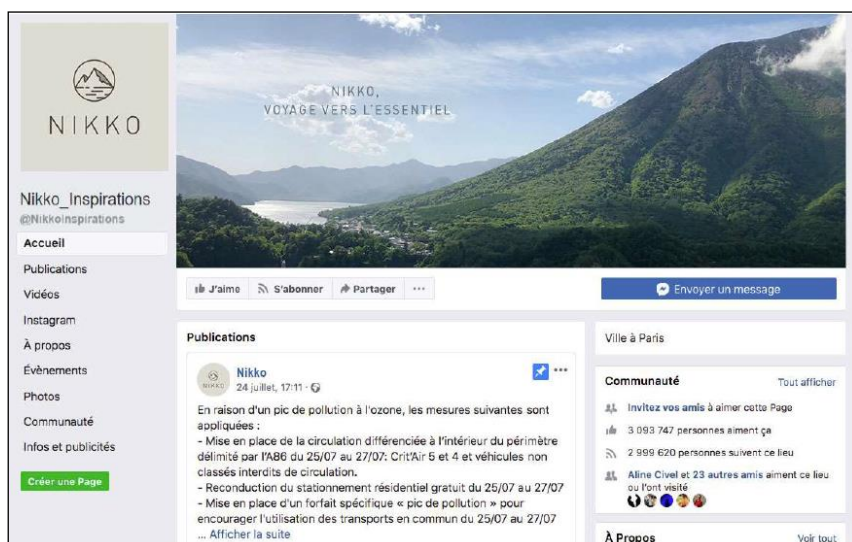 NIKKO
NIKKO,
VOYAGE VERS L'ESSENTIEL
Nikko_Inspirations
@NikkoInspirations
Accueil
Publications
Vidéos
Instagram
À propos
Évènements
Photos
Communauté
Infos et publicités
Créer une Page
J'aime
S'abonner
Partager
...
Envoyer un message
Publications
NIKKO
Nikko
24 juillet, 17:11 ·
En raison d'un pic de pollution à l'ozone, les mesures suivantes sont
appliquées :
- Mise en place de la circulation différenciée à l'intérieur du périmètre
délimité par l'A86 du 25/07 au 27/07: Crit'Air 5 et 4 et véhicules non
classés interdits de circulation.
- Reconduction du stationnement résidentiel gratuit du 25/07 au 27/07
- Mise en place d'un forfait spécifique « pic de pollution » pour
encourager l'utilisation des transports en commun du 25/07 au 27/07
... Afficher la suite
Ville à Paris
Communauté Tout afficher
Invitez vos amis à aimer cette Page
3 093 747 personnes aiment ça
2 999 620 personnes suivent ce lieu
Aline Civel et 23 autres amis aiment ce lieu
ou l'ont visité
À Propos Voir tout